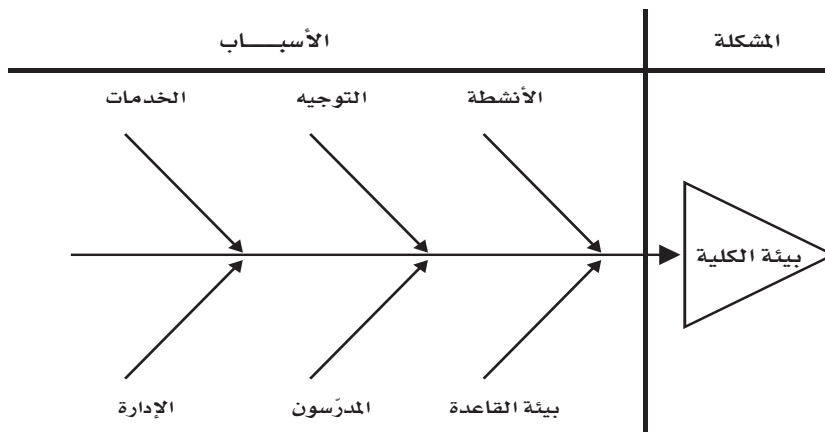 المشكلة
الأسبـــــاب
الأنشطة
التوجيه
الخدمات
بيئة الكلية
بيئة القاعدة
المدرّسون
الإدارة